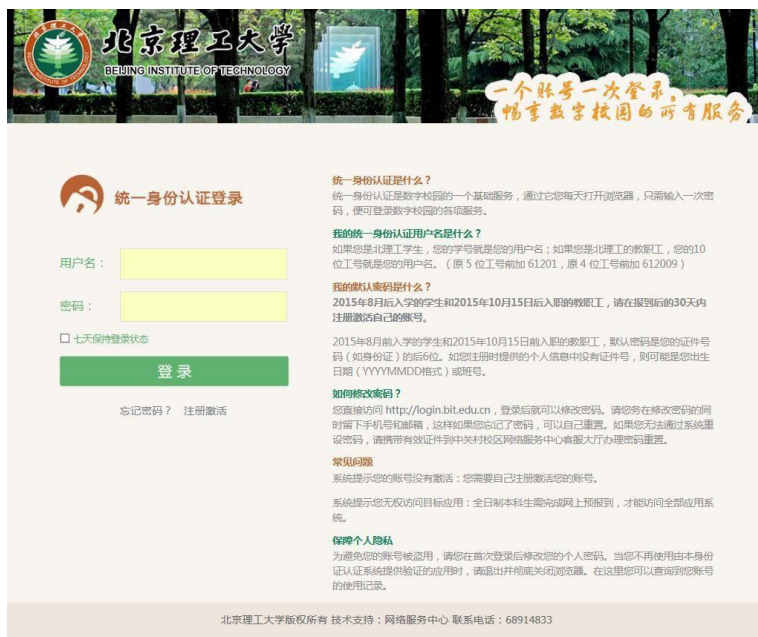 北京理工大学
BEIJING INSTITUTE OF TECHNOLOGY
一个账号一次登录,
畅享数字校园的所有服务
统一身份认证登录
用户名：
密码：
七天保持登录状态
登 录
忘记密码？ 注册激活
统一身份认证是什么？
统一身份认证是数字校园的一个基础服务，通过它您每天打开浏览器，只需输入一次密
码，便可登录数字校园的各项服务。
我的统一身份认证用户名是什么？
如果您是北理工学生，您的学号就是您的用户名；如果您是北理工的教职工，您的10
位工号就是您的用户名。（原 5 位工号前加 61201，原 4 位工号前加 612009）
我的默认密码是什么？
2015年8月后入学的学生和2015年10月15日后入职的教职工，请在报到后的30天内
注册激活自己的账号。
2015年8月前入学的学生和2015年10月15日前入职的教职工，默认密码是您的证件号
码（如身份证）的后6位。如您注册时提供的个人信息中没有证件号，则可能是您出生
日期（YYYYMMDD格式）或班号。
如何修改密码？
您直接访问 http://login.bit.edu.cn，登录后就可以修改密码。请您务在修改密码的同
时留下手机号和邮箱，这样如果您忘记了密码，可以自己重置。如果您无法通过系统重
设密码，请携带有效证件到中关村校区网络服务中心客服大厅办理密码重置。
常见问题
系统提示您的账号没有激活：您需要自己注册激活您的账号。
系统提示您无权访问目标应用：全日制本科生需完成网上预报到，才能访问全部应用系
统。
保障个人隐私
为避免您的账号被盗用，请您在首次登录后修改您的个人密码。当您不再使用由本身份
证认证系统提供验证的应用时，请退出并彻底关闭浏览器。在这里您可以查询到您账号
的使用记录。
北京理工大学版权所有 技术支持：网络服务中心 联系电话：68914833